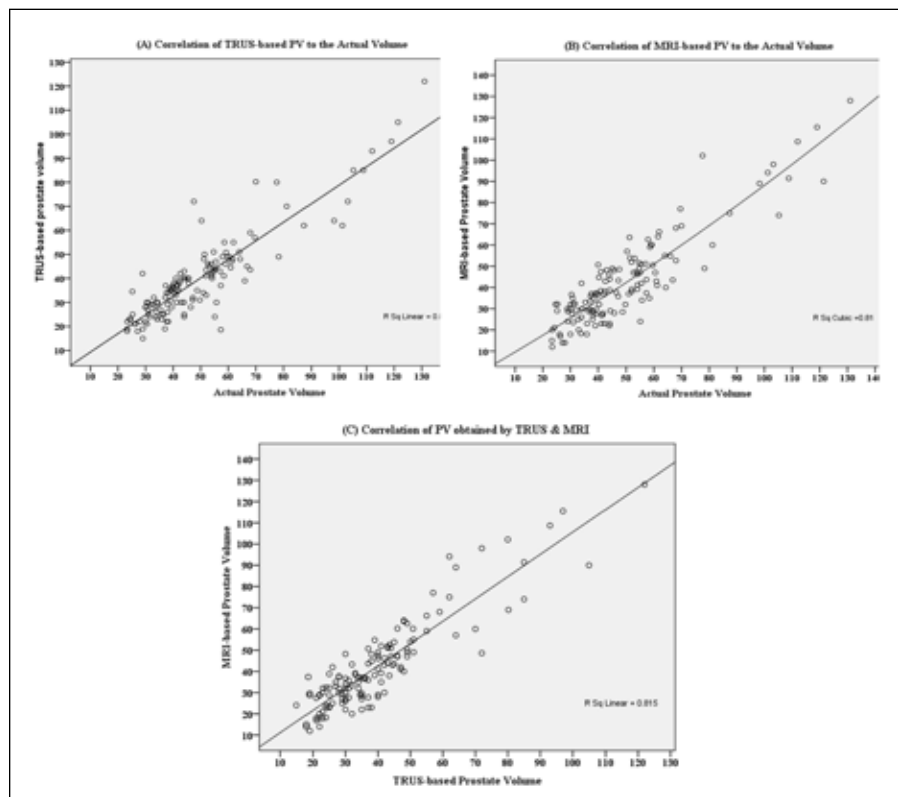 (A) Correlation of TRUS-based PV to the Actual Volume
TRUS-based prostate volume
130
120
110
100
90
80
70
60
50
40
30
20
10
R Sq Linear = 0.
10 20 30 40 50 60 70 80 90 100 110 120 130
Actual Prostate Volume
(B) Correlation of MRI-based PV to the Actual Volume
MRI-based Prostate Volume
140
130
120
110
100
90
80
70
60
50
40
30
20
10
R Sq Cubic =0.81
10 20 30 40 50 60 70 80 90 100 110 120 130 140
Actual Prostate Volume
(C) Correlation of PV obtained by TRUS & MRI
MRI-based Prostate Volume
140
130
120
110
100
90
80
70
60
50
40
30
20
10
R Sq Linear = 0.815
10 20 30 40 50 60 70 80 90 100 110 120 130
TRUS-based Prostate Volume